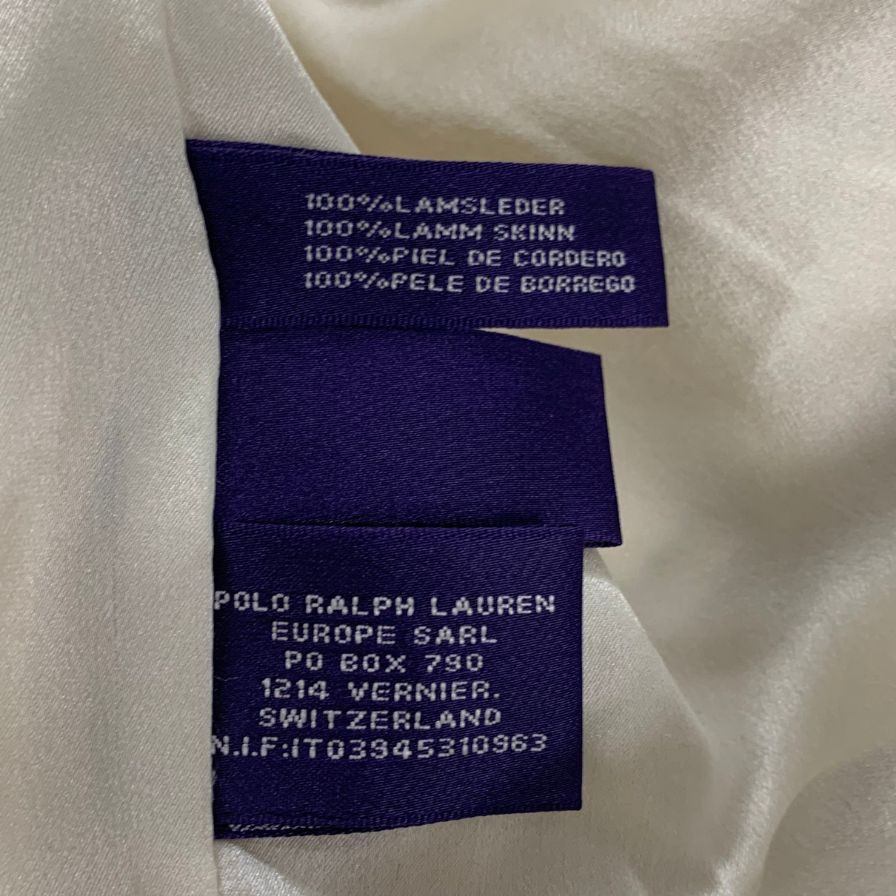 100%LAMSLEDER
100%LAMM SKINN
100%PIEL DE CORDERO
100%PELE DE BORREGO
POLO RALPH LAUREN
EUROPE SARL
PO BOX 790
1214 VERNIER.
SWITZERLAND
N.I.F:IT03945310963